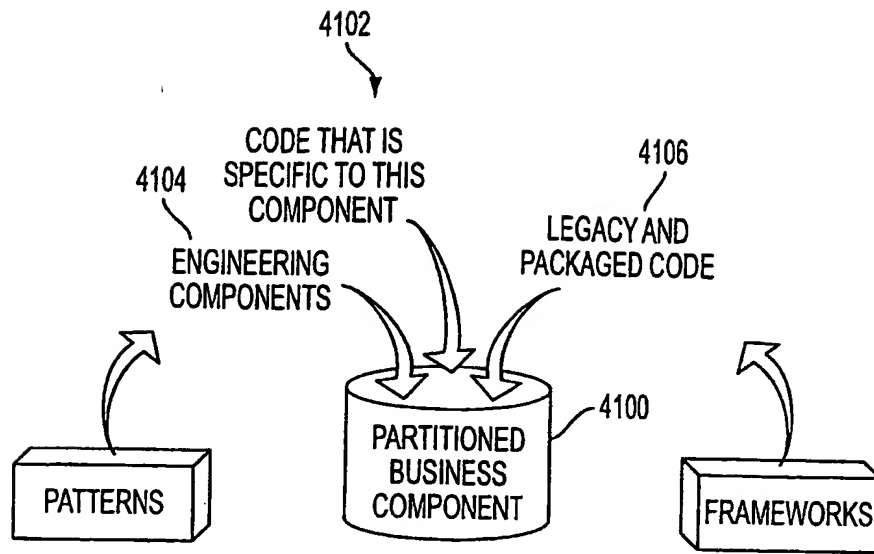 4102
CODE THAT IS
SPECIFIC TO THIS
COMPONENT
4104
ENGINEERING
COMPONENTS
4106
LEGACY AND
PACKAGED CODE
4100
PARTITIONED
BUSINESS
COMPONENT
PATTERNS
FRAMEWORKS